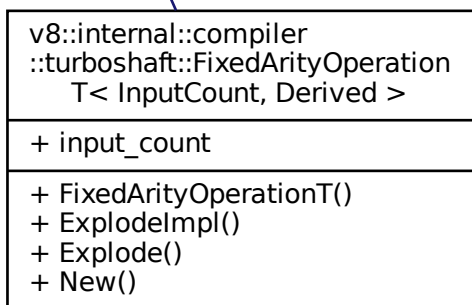 v8::internal::compiler
::turboshaft::FixedArityOperation
T< InputCount, Derived >
+ input_count
+ FixedArityOperationT()
+ ExplodeImpl()
+ Explode()
+ New()